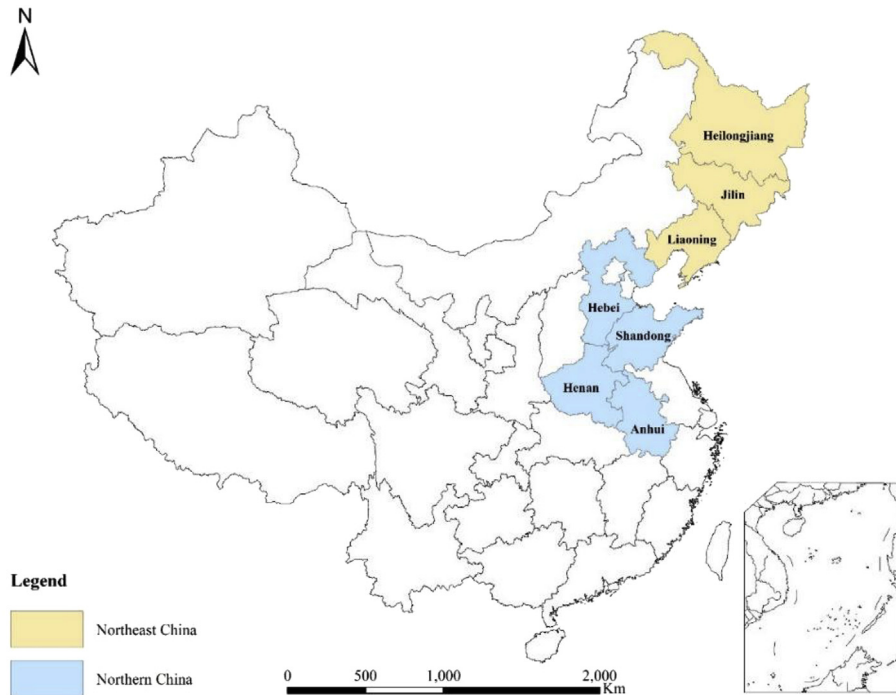 N
Heilongjiang
Jilin
Liaoning
Hebei
Shandong
Henan
Anhui
Legend
Northeast China
Northern China
0 500 1,000 2,000
Km